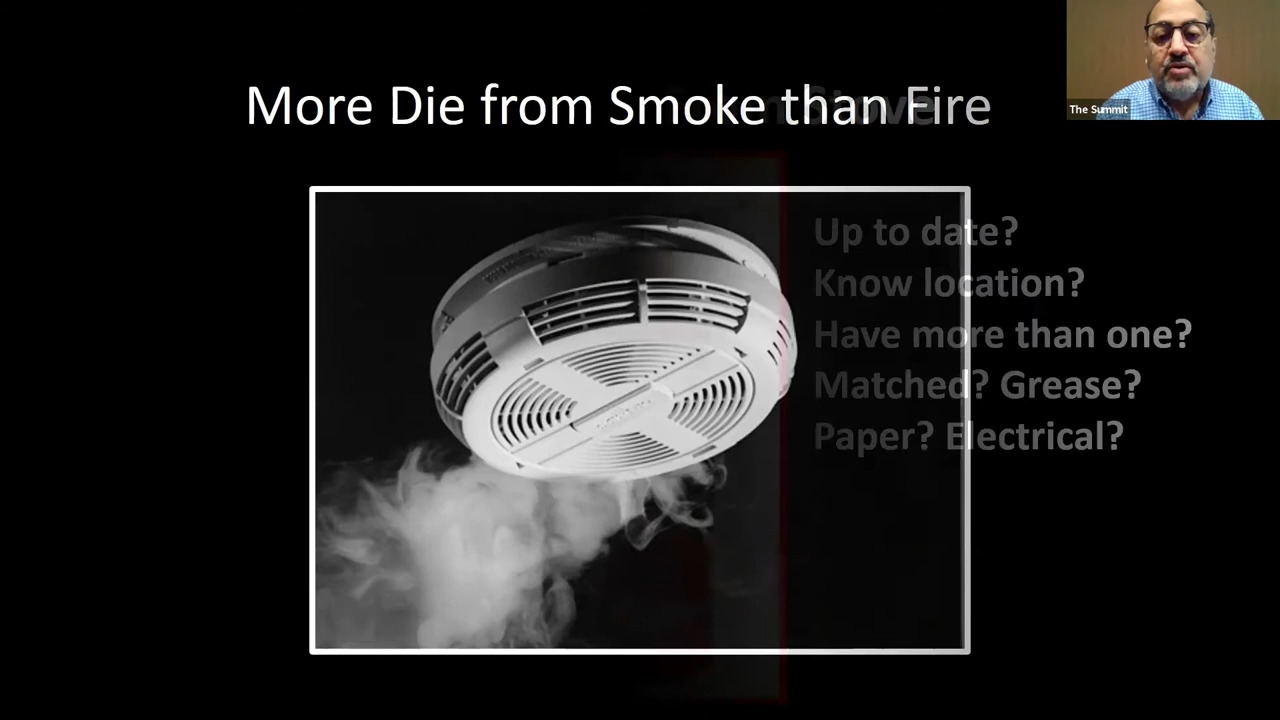 More Die from Smoke than Fire
The Summit
Up to date?
Know location?
Have more than one?
Matched? Grease?
Paper? Electrical?